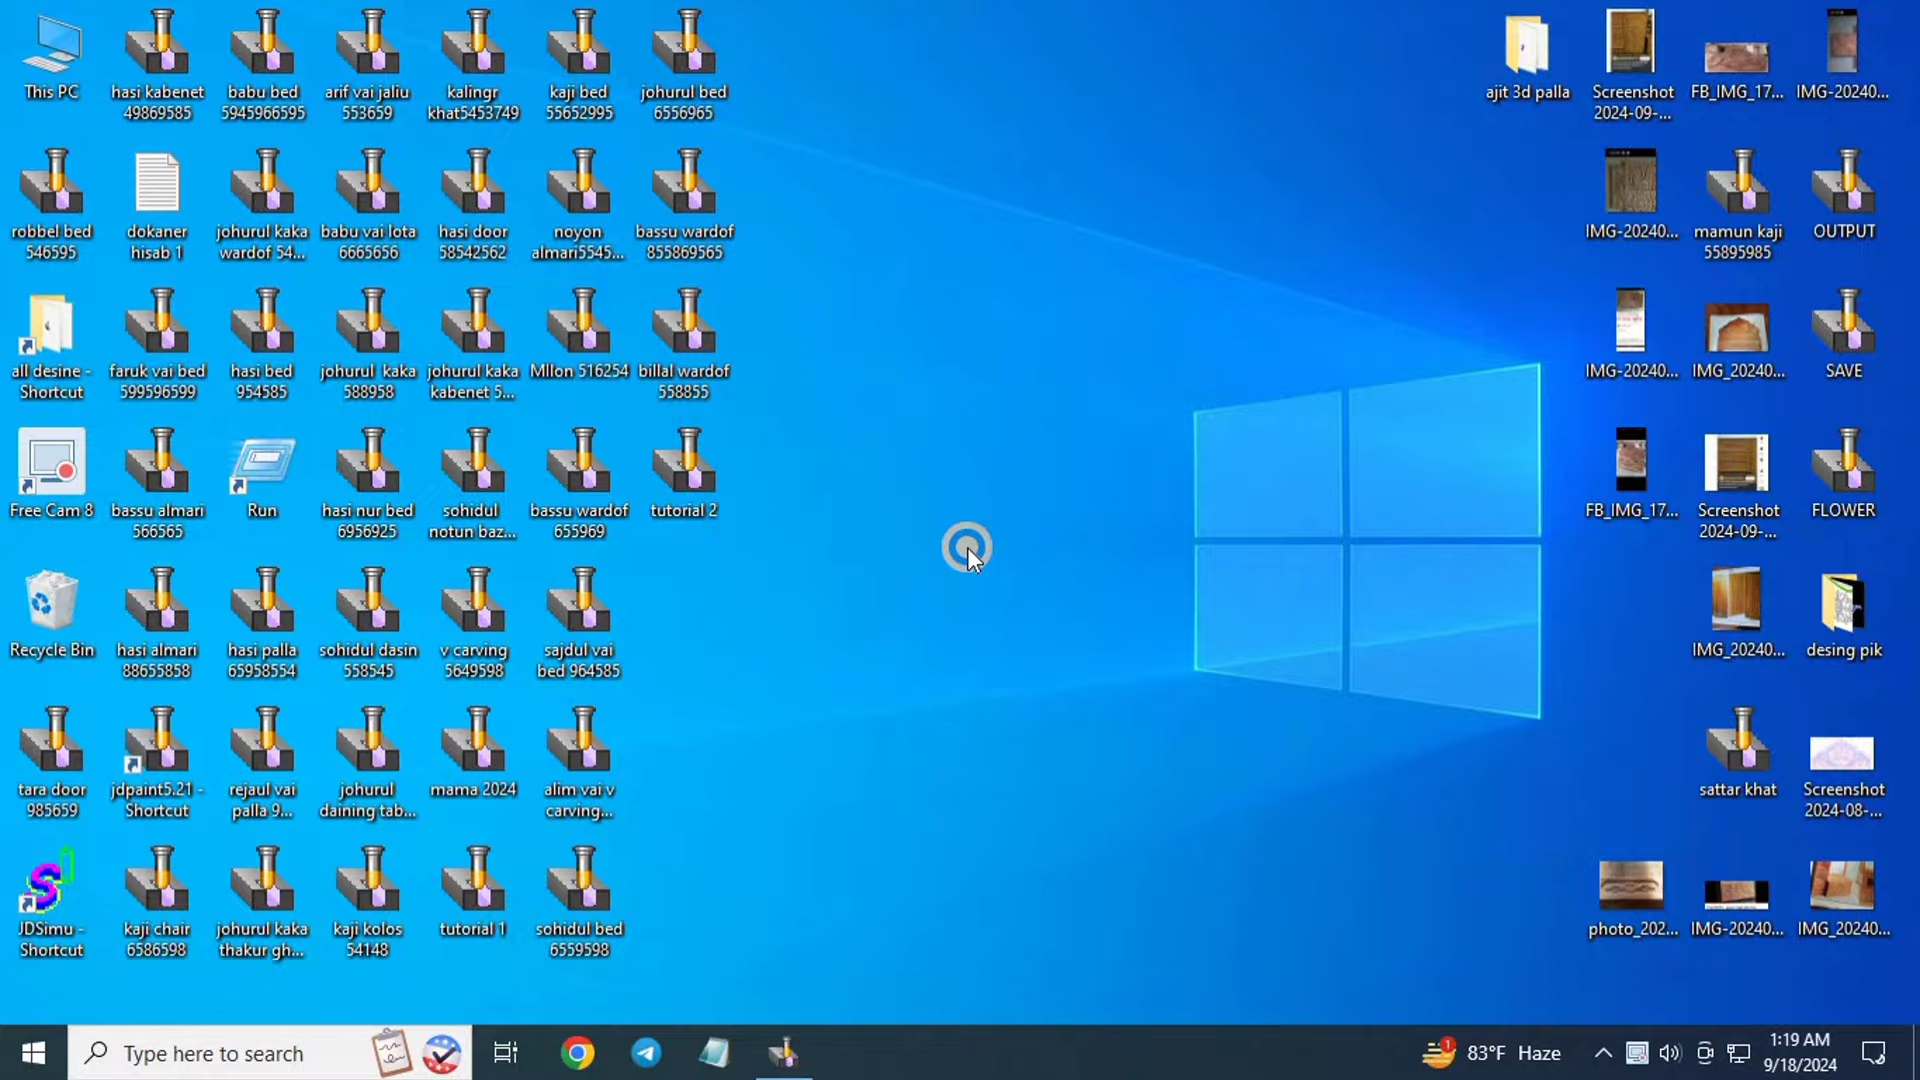 This PC
hasi kabenet
49869585
babu bed
5945966595
arif vai jaliu
553659
kalingr
khat5453749
kaji bed
55652995
johurul bed
6556965
ajit 3d palla
Screenshot
2024-09-...
FB_IMG_17...
IMG-20240...
robbel bed
546595
dokaner
hisab 1
johurul kaka
wardof 54...
babu vai lota
6665656
hasi door
58542562
noyon
almari5545...
bassu wardof
855869565
IMG-20240...
mamun kaji
55895985
OUTPUT
all desine -
Shortcut
faruk vai bed
599596599
hasi bed
954585
johurul kaka
588958
johurul kaka
kabenet 5...
MIlon 516254
billal wardof
558855
IMG-20240...
IMG_20240...
SAVE
Free Cam 8
bassu almari
566565
Run
hasi nur bed
6956925
sohidul
notun baz...
bassu wardof
655969
tutorial 2
FB_IMG_17...
Screenshot
2024-09-...
FLOWER
Recycle Bin
hasi almari
88655858
hasi palla
65958554
sohidul dasin
558545
v carving
5649598
sajdul vai
bed 964585
IMG_20240...
desing pik
tara door
985659
jdpaint5.21 -
Shortcut
rejaul vai
palla 9...
johurul
daining tab...
mama 2024
alim vai v
carving...
sattar khat
Screenshot
2024-08-...
JDSimu -
Shortcut
kaji chair
6586598
johurul kaka
thakur gh...
kaji kolos
54148
tutorial 1
sohidul bed
6559598
photo_202...
IMG-20240...
IMG_20240...
Type here to search
1
83°F Haze
1:19 AM
9/18/2024